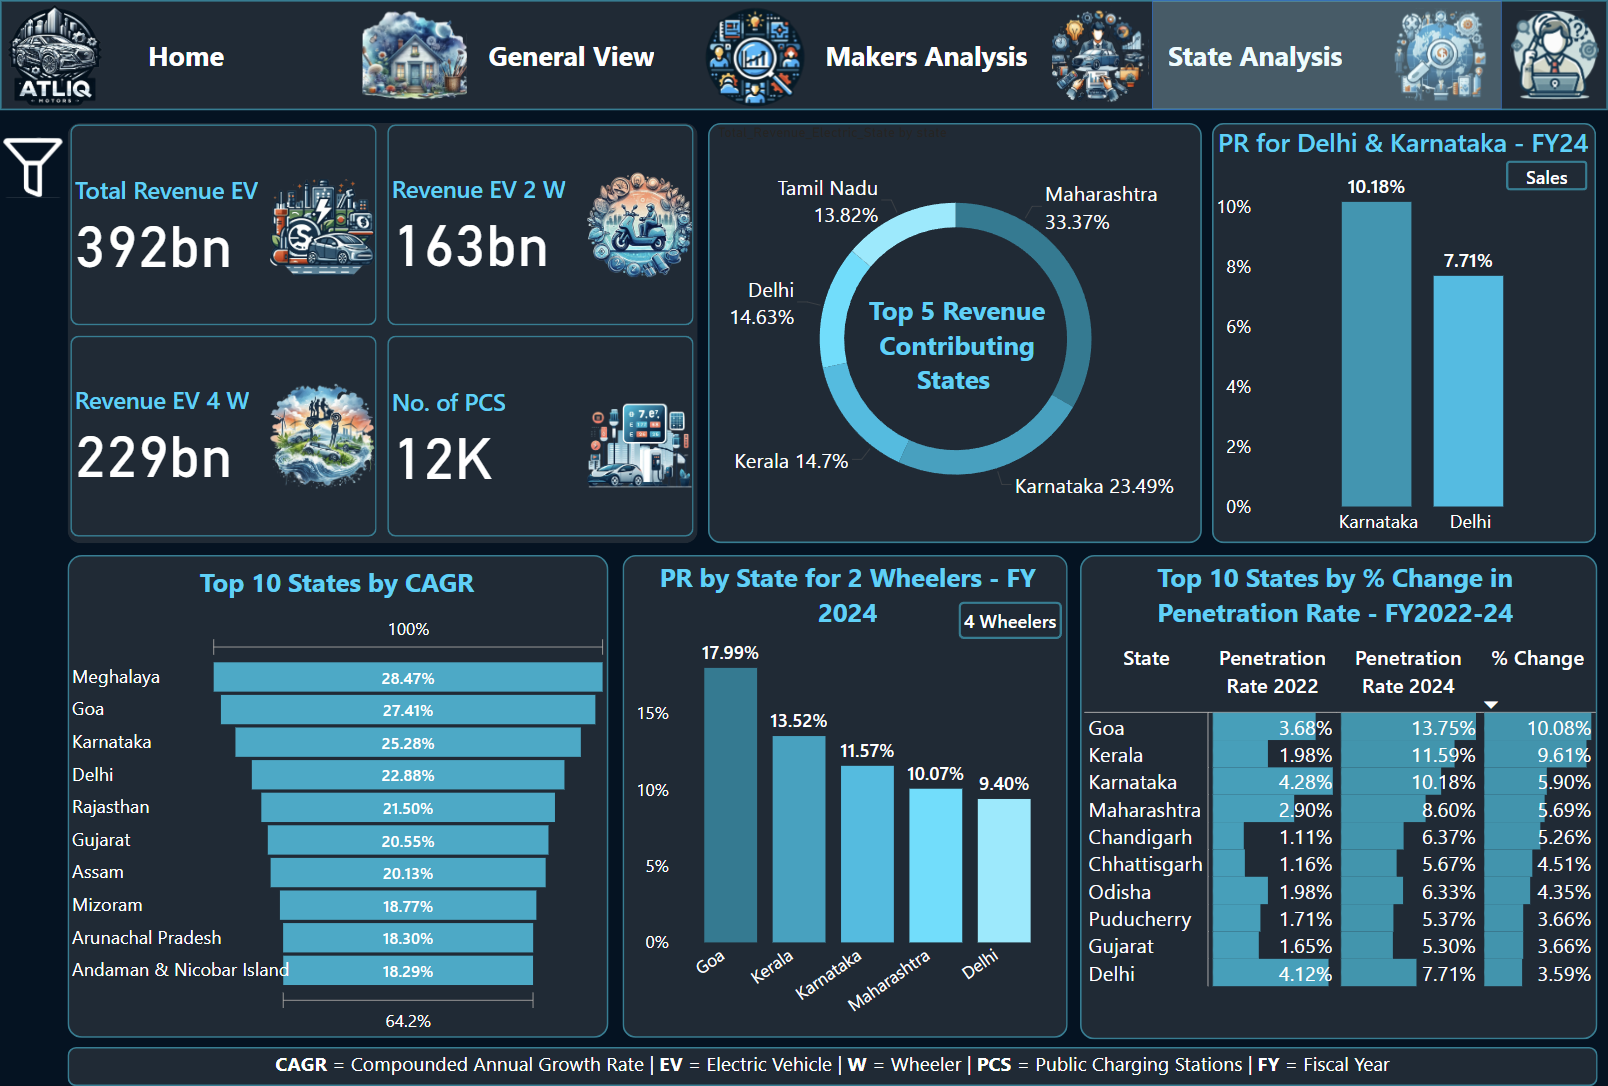 ATLIQ
MOTORS
Home
General View
Makers Analysis
State Analysis
Total Revenue EV
392bn
Revenue EV 2 W
163bn
Revenue EV 4 W
229bn
No. of PCS
12K
Tamil Nadu
13.82%
Maharashtra
33.37%
Delhi
14.63%
Top 5 Revenue
Contributing
States
Kerala 14.7%
Karnataka 23.49%
PR for Delhi & Karnataka - FY24
Sales
10.18%
10%
7.71%
8%
6%
4%
2%
0%
Karnataka
Delhi
Top 10 States by CAGR
100%
Meghalaya 28.47%
Goa 27.41%
Karnataka 25.28%
Delhi 22.88%
Rajasthan 21.50%
Gujarat 20.55%
Assam 20.13%
Mizoram 18.77%
Arunachal Pradesh 18.30%
Andaman & Nicobar Island 18.29%
64.2%
PR by State for 2 Wheelers - FY
2024
4 Wheelers
17.99%
15%
13.52%
11.57%
10.07%
9.40%
10%
5%
0%
Goa
Kerala
Karnataka
Maharashtra
Delhi
Top 10 States by % Change in
Penetration Rate - FY2022-24
State Penetration Penetration % Change
Rate 2022 Rate 2024
Goa 3.68% 13.75% 10.08%
Kerala 1.98% 11.59% 9.61%
Karnataka 4.28% 10.18% 5.90%
Maharashtra 2.90% 8.60% 5.69%
Chandigarh 1.11% 6.37% 5.26%
Chhattisgarh 1.16% 5.67% 4.51%
Odisha 1.98% 6.33% 4.35%
Puducherry 1.71% 5.37% 3.66%
Gujarat 1.65% 5.30% 3.66%
Delhi 4.12% 7.71% 3.59%
CAGR = Compounded Annual Growth Rate | EV = Electric Vehicle | W = Wheeler | PCS = Public Charging Stations | FY = Fiscal Year